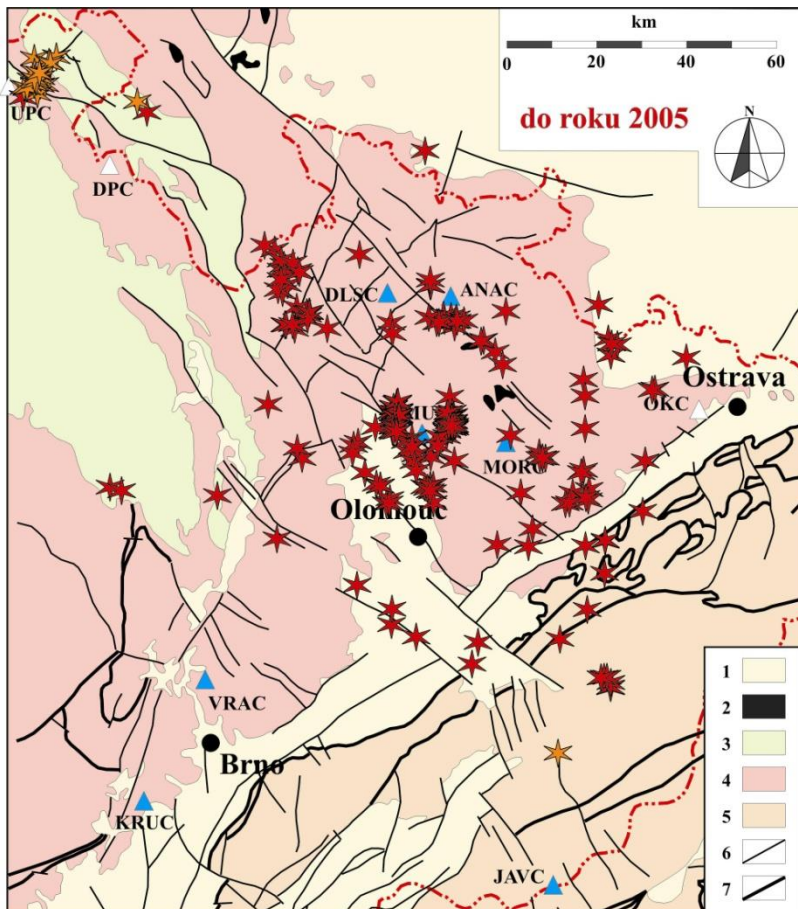 km
0 20 40 60
do roku 2005
N
UPC
DPC
DLSC
ANAC
Ostrava
OKC
MORC
Olomouc
VRAC
Brno
KRUC
JAVC
1
2
3
4
5
6
7